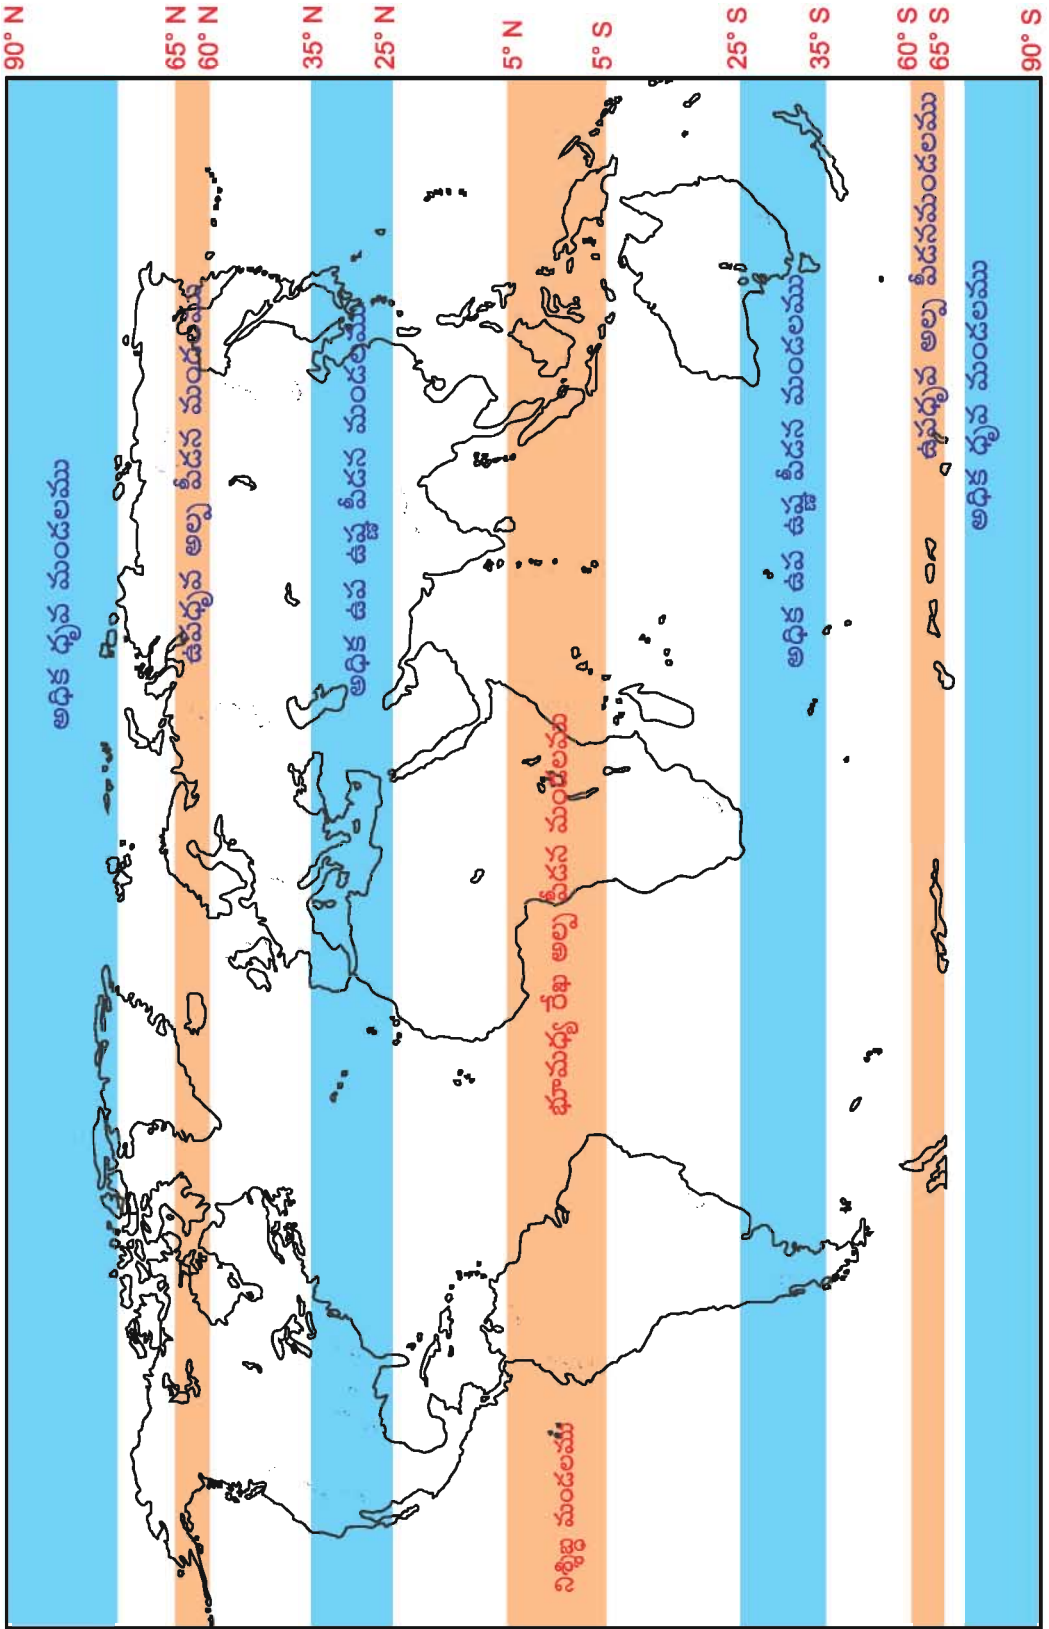 90° N
65° N
60° N
35° N
25° N
5° N
5° S
25° S
35° S
60° S
65° S
90° S
అధిక ధృవ మండలము
ఉపధృవ అల్ప పీడన మండలము
అధిక ఉప ఉష్ణ పీడన మండలము
భూమధ్య రేఖ అల్ప పీడన మండలము
నిశ్చిబ్ద మండలము
అధిక ఉప ఉష్ణ పీడన మండలము
ఉపధృవ అల్ప పీడనమండలము
అధిక ధృవ మండలము